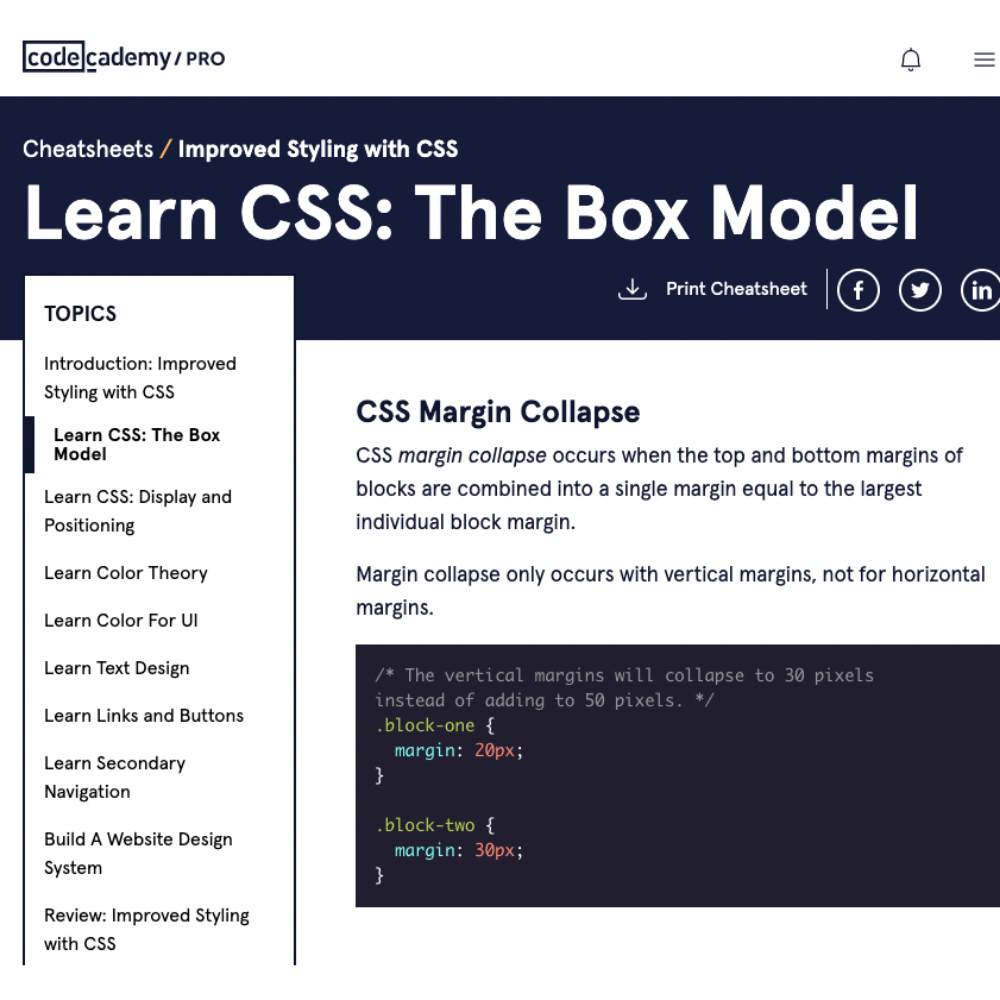 codecademy/PRO
Cheatsheets / Improved Styling with CSS
Learn CSS: The Box Model
Print Cheatsheet
TOPICS
Introduction: Improved
Styling with CSS
Learn CSS: The Box
Model
Learn CSS: Display and
Positioning
Learn Color Theory
Learn Color For UI
Learn Text Design
Learn Links and Buttons
Learn Secondary
Navigation
Build A Website Design
System
Review: Improved Styling
with CSS
CSS Margin Collapse
CSS margin collapse occurs when the top and bottom margins of
blocks are combined into a single margin equal to the largest
individual block margin.
Margin collapse only occurs with vertical margins, not for horizontal
margins.
/* The vertical margins will collapse to 30 pixels
instead of adding to 50 pixels. */
.block-one {
  margin: 20px;
}

.block-two {
  margin: 30px;
}